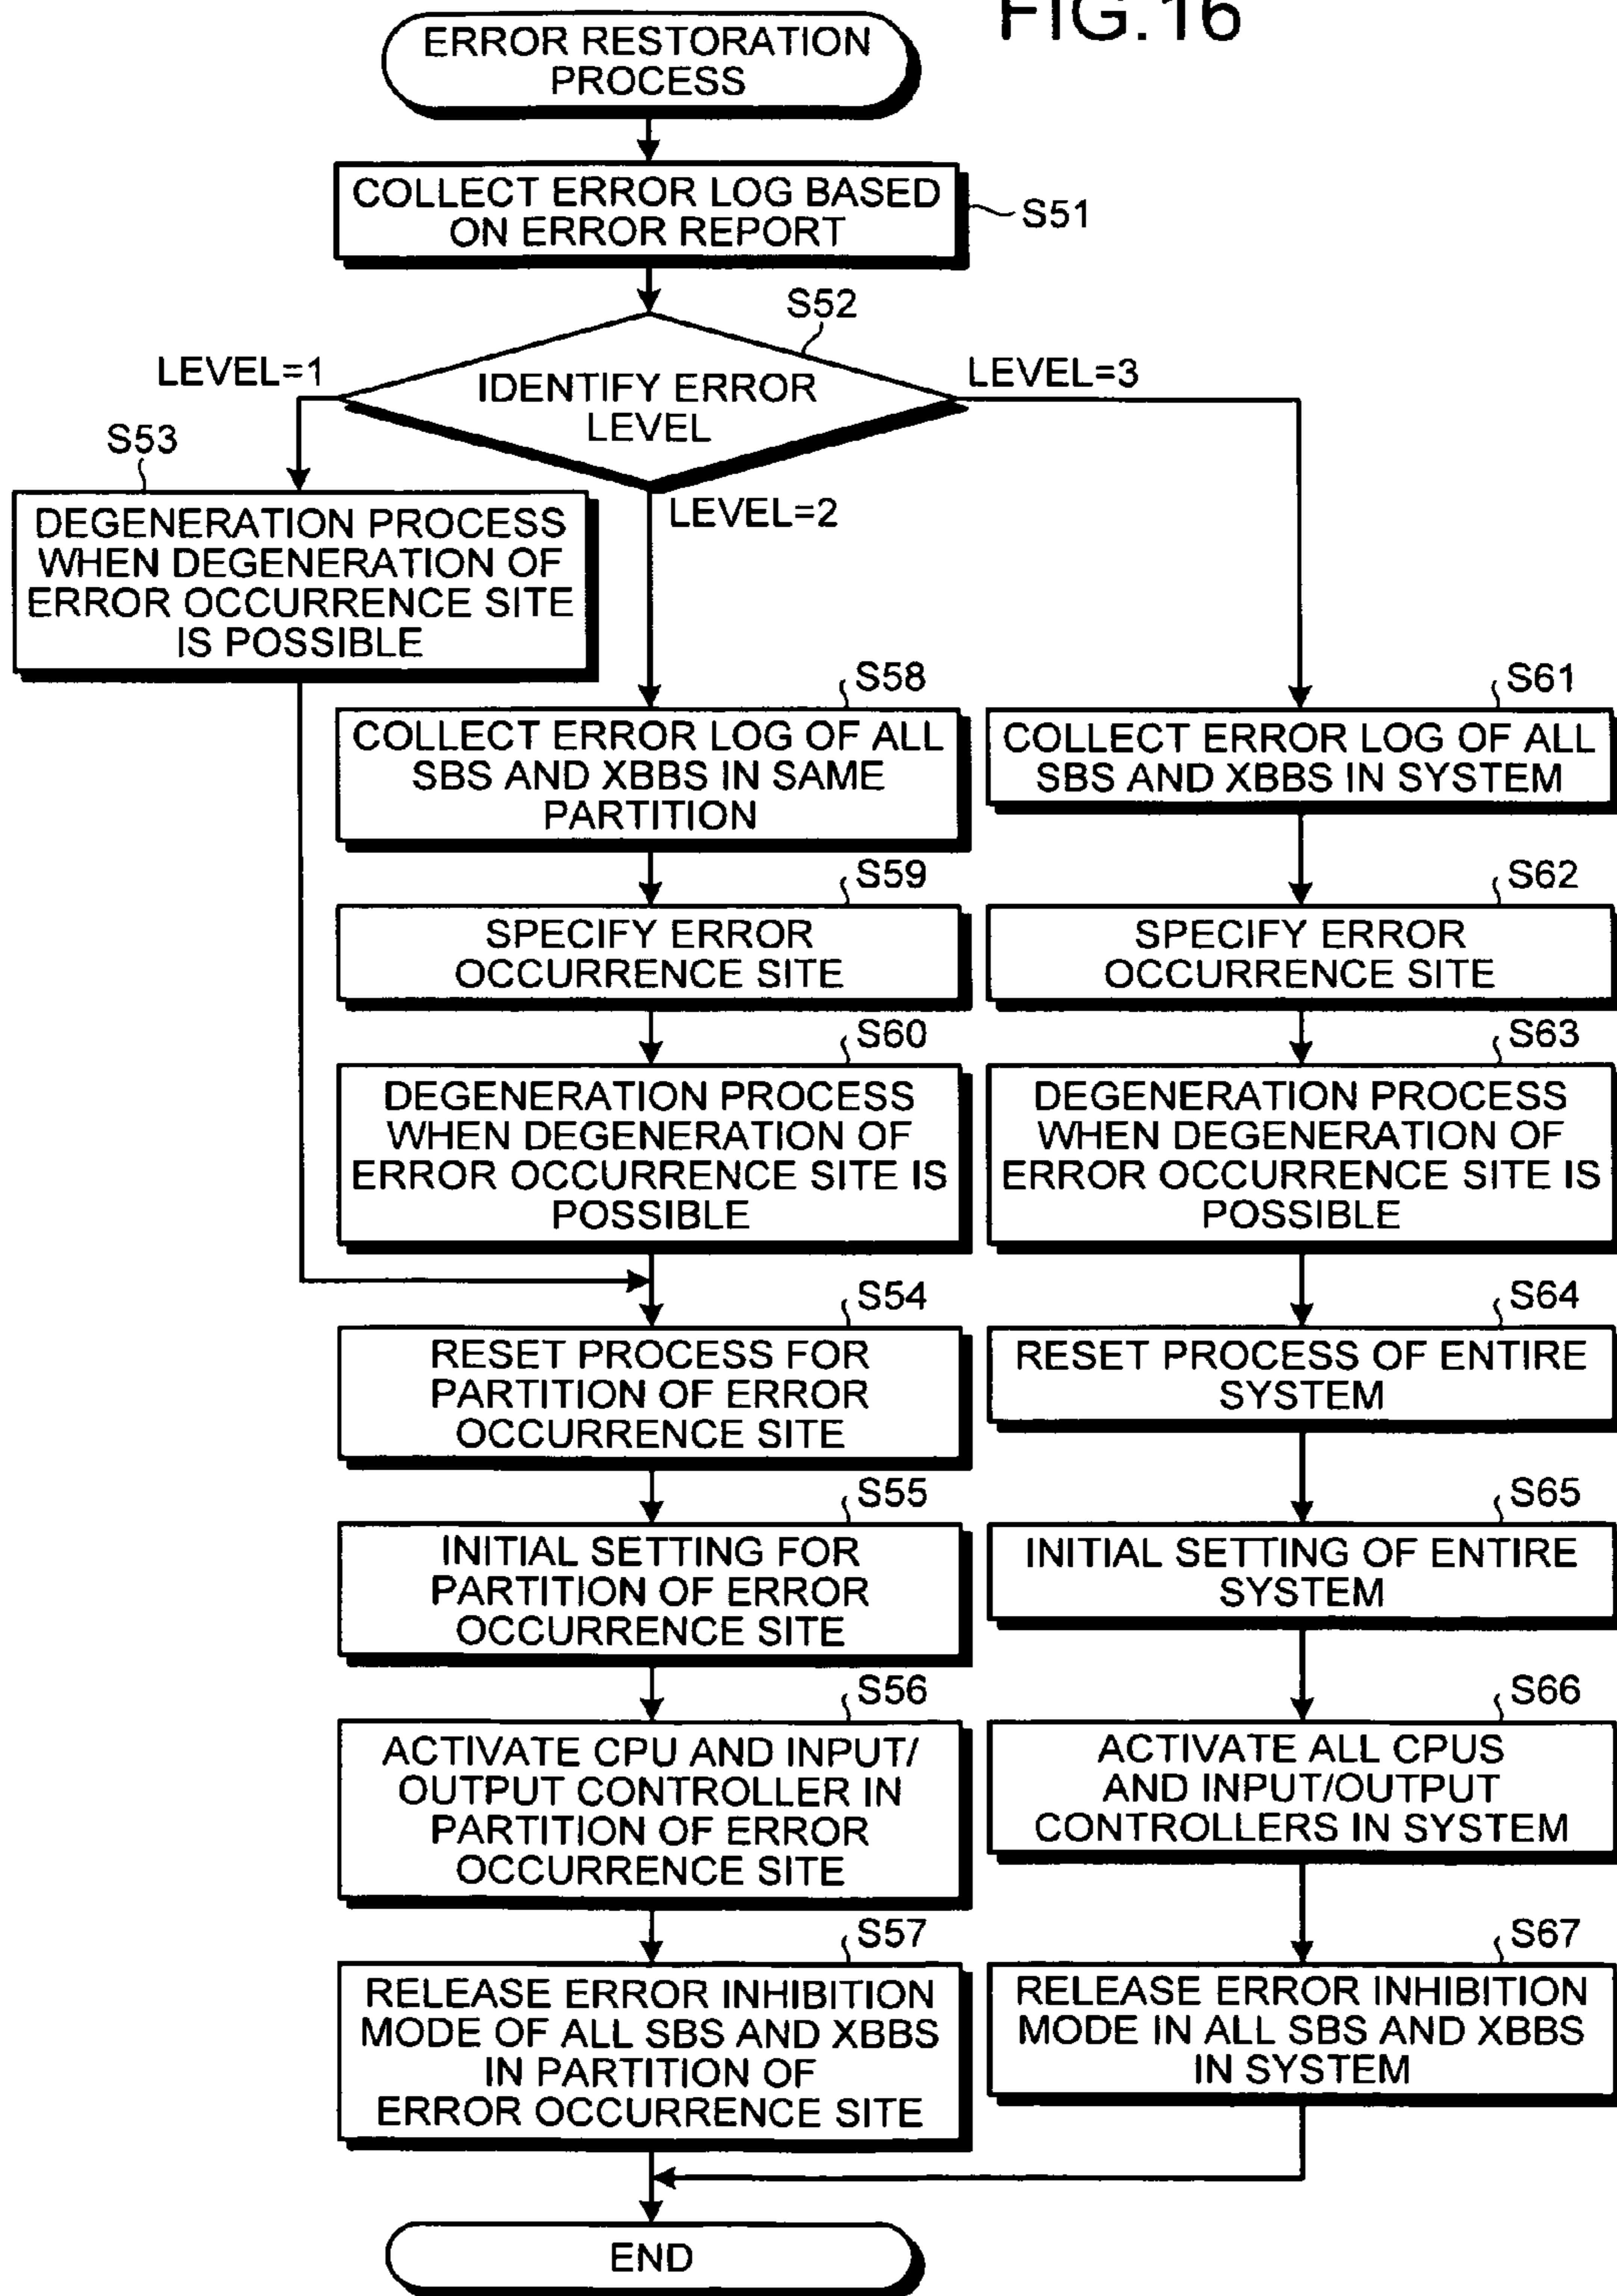 FIG.16
ERROR RESTORATION
PROCESS
COLLECT ERROR LOG BASED
ON ERROR REPORT
S51
S52
IDENTIFY ERROR
LEVEL
LEVEL=1
LEVEL=3
LEVEL=2
S53
DEGENERATION PROCESS
WHEN DEGENERATION OF
ERROR OCCURRENCE SITE
IS POSSIBLE
S58
COLLECT ERROR LOG OF ALL
SBS AND XBBS IN SAME
PARTITION
S61
COLLECT ERROR LOG OF ALL
SBS AND XBBS IN SYSTEM
S59
SPECIFY ERROR
OCCURRENCE SITE
S62
SPECIFY ERROR
OCCURRENCE SITE
S60
DEGENERATION PROCESS
WHEN DEGENERATION OF
ERROR OCCURRENCE SITE IS
POSSIBLE
S63
DEGENERATION PROCESS
WHEN DEGENERATION OF
ERROR OCCURRENCE SITE IS
POSSIBLE
S54
RESET PROCESS FOR
PARTITION OF ERROR
OCCURRENCE SITE
S64
RESET PROCESS OF ENTIRE
SYSTEM
S55
INITIAL SETTING FOR
PARTITION OF ERROR
OCCURRENCE SITE
S65
INITIAL SETTING OF ENTIRE
SYSTEM
S56
ACTIVATE CPU AND INPUT/
OUTPUT CONTROLLER IN
PARTITION OF ERROR
OCCURRENCE SITE
S66
ACTIVATE ALL CPUS
AND INPUT/OUTPUT
CONTROLLERS IN SYSTEM
S57
RELEASE ERROR INHIBITION
MODE OF ALL SBS AND XBBS
IN PARTITION OF
ERROR OCCURRENCE SITE
S67
RELEASE ERROR INHIBITION
MODE IN ALL SBS AND XBBS
IN SYSTEM
END